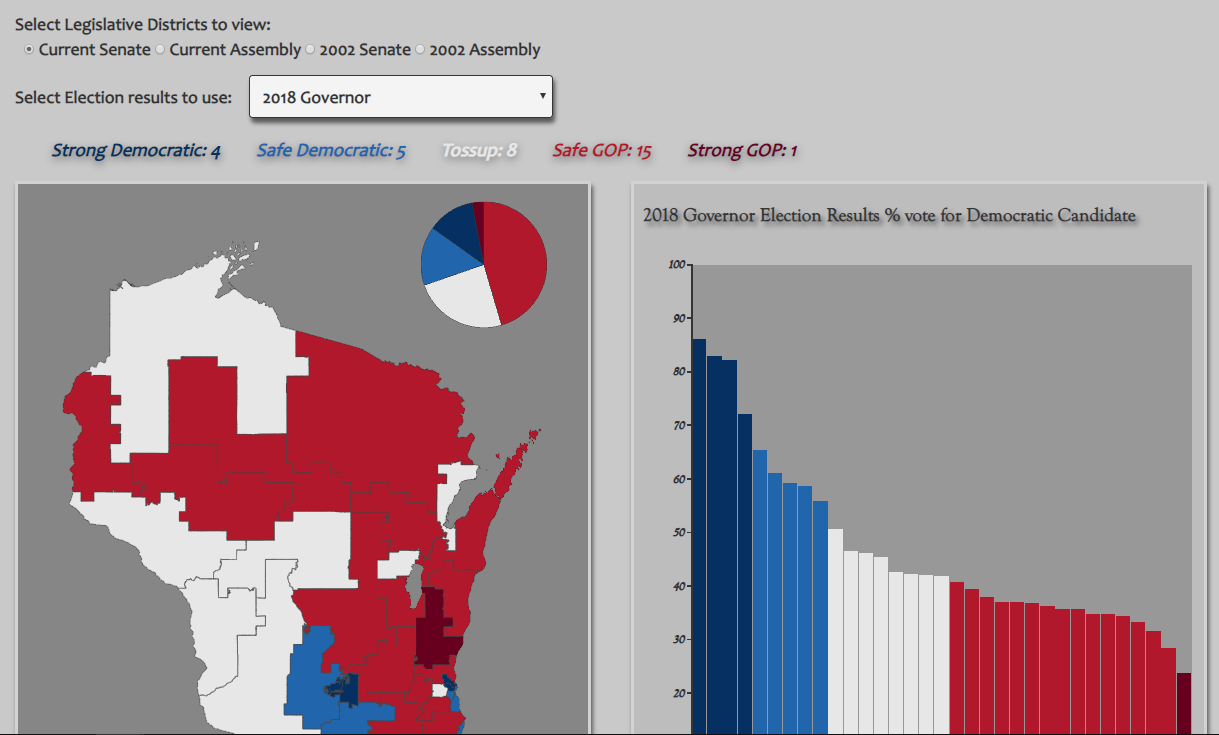 Select Legislative Districts to view:
Current Senate Current Assembly 2002 Senate 2002 Assembly
Select Election results to use: 2018 Governor
Strong Democratic: 4 Safe Democratic: 5 Tossup: 8 Safe GOP: 15 Strong GOP: 1
2018 Governor Election Results % vote for Democratic Candidate
100
90
80
70
60
50
40
30
20